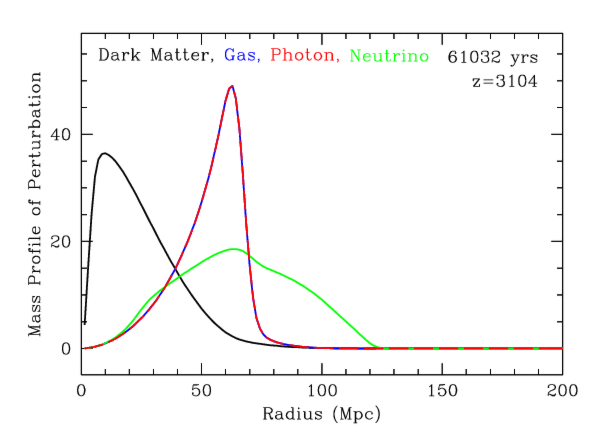 Dark Matter, Gas, Photon, Neutrino 61032 yrs
z=3104
Mass Profile of Perturbation
40
20
0
0 50 100 150 200
Radius (Mpc)